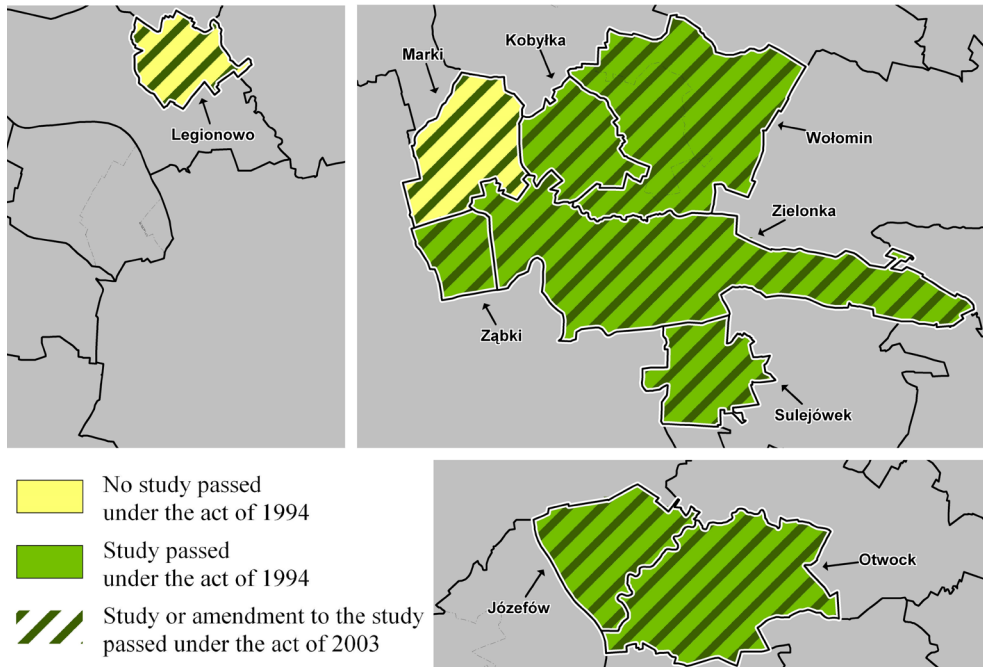 Legionowo
Marki
Kobyłka
Wołomin
Zielonka
Ząbki
Sulejówek
No study passed
under the act of 1994
Study passed
under the act of 1994
Study or amendment to the study
passed under the act of 2003
Otwock
Józefów